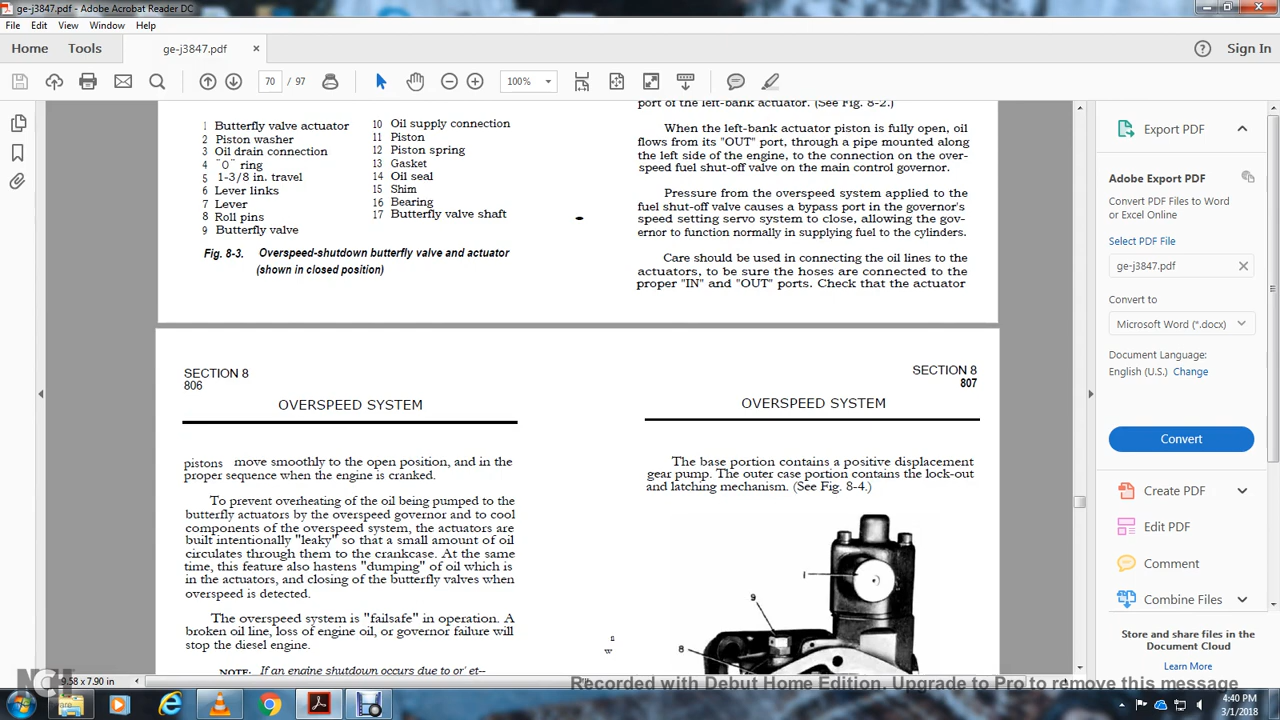 ge-j3847.pdf - Adobe Acrobat Reader DC
File Edit View Window Help
Home Tools ge-j3847.pdf × ? Sign In
70 / 97 100%
1 Butterfly valve actuator
2 Piston washer
3 Oil drain connection
4 "O" ring
5 1-3/8 in. travel
6 Lever links
7 Lever
8 Roll pins
9 Butterfly valve
10 Oil supply connection
11 Piston
12 Piston spring
13 Gasket
14 Oil seal
15 Shim
16 Bearing
17 Butterfly valve shaft
Fig. 8-3. Overspeed-shutdown butterfly valve and actuator
(shown in closed position)
port of the left-bank actuator. (See Fig. 8-2.)
When the left-bank actuator piston is fully open, oil
flows from its "OUT" port, through a pipe mounted along
the left side of the engine, to the connection on the over-
speed fuel shut-off valve on the main control governor.
Pressure from the overspeed system applied to the
fuel shut-off valve causes a bypass port in the governor's
speed setting servo system to close, allowing the gov-
ernor to function normally in supplying fuel to the cylinders.
Care should be used in connecting the oil lines to the
actuators, to be sure the hoses are connected to the
proper "IN" and "OUT" ports. Check that the actuator
SECTION 8
806
OVERSPEED SYSTEM
pistons move smoothly to the open position, and in the
proper sequence when the engine is cranked.
To prevent overheating of the oil being pumped to the
butterfly actuators by the overspeed governor and to cool
components of the overspeed system, the actuators are
built intentionally "leaky" so that a small amount of oil
circulates through them to the crankcase. At the same
time, this feature also hastens "dumping" of oil which is
in the actuators, and closing of the butterfly valves when
overspeed is detected.
The overspeed system is "failsafe" in operation. A
broken oil line, loss of engine oil, or governor failure will
stop the diesel engine.
NOTE: If an engine shutdown occurs due to or' et--
SECTION 8
807
OVERSPEED SYSTEM
The base portion contains a positive displacement
gear pump. The outer case portion contains the lock-out
and latching mechanism. (See Fig. 8-4.)
1
9
8
Export PDF
Adobe Export PDF
Convert PDF Files to Word
or Excel Online
Select PDF File
ge-j3847.pdf
Convert to
Microsoft Word (*.docx)
Document Language:
English (U.S.) Change
Convert
Create PDF
Edit PDF
Comment
Combine Files
Store and share files in the
Document Cloud
Learn More
9.58 x 7.90 in
NCH
Recorded with Debut Home Edition. Upgrade to Pro to remove this message
4:40 PM
3/1/2018